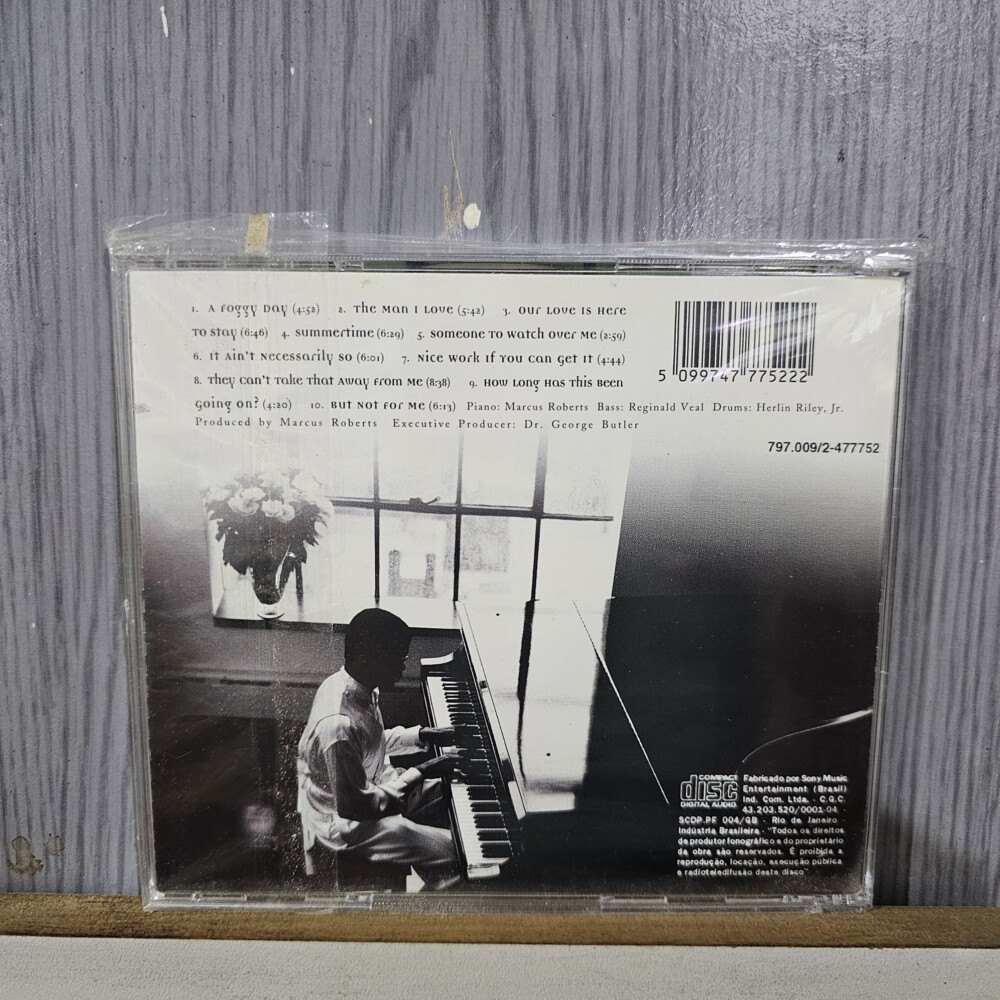 1. A Foggy Day (4:52) 2. The Man I Love (5:42) 3. Our Love Is Here
To Stay (6:46) 4. Summertime (6:29) 5. Someone To Watch Over Me (2:59)
6. It Ain't Necessarily So (6:01) 7. Nice Work If You Can Get It (4:44)
8. They Can't Take That Away From Me (8:38) 9. How Long Has This Been
Going On? (4:20) 10. But Not For Me (6:13) Piano: Marcus Roberts Bass: Reginald Veal Drums: Herlin Riley, Jr.
Produced by Marcus Roberts Executive Producer: Dr. George Butler
5 099747 775222
797.009/2-477752
COMPACT
disc
DIGITAL AUDIO
Fabricado por Sony Music
Entertainment (Brasil)
Ind. Com. Ltda. - C.G.C.
43.203.520/0001-04 -
SCDP.PF 004/GB - Rio de Janeiro -
Indústria Brasileira - "Todos os direitos
de produtor fonográfico e do proprietário
da obra são reservados. É proibida a
reprodução, locação, execução pública
e radioteledifusão deste disco"